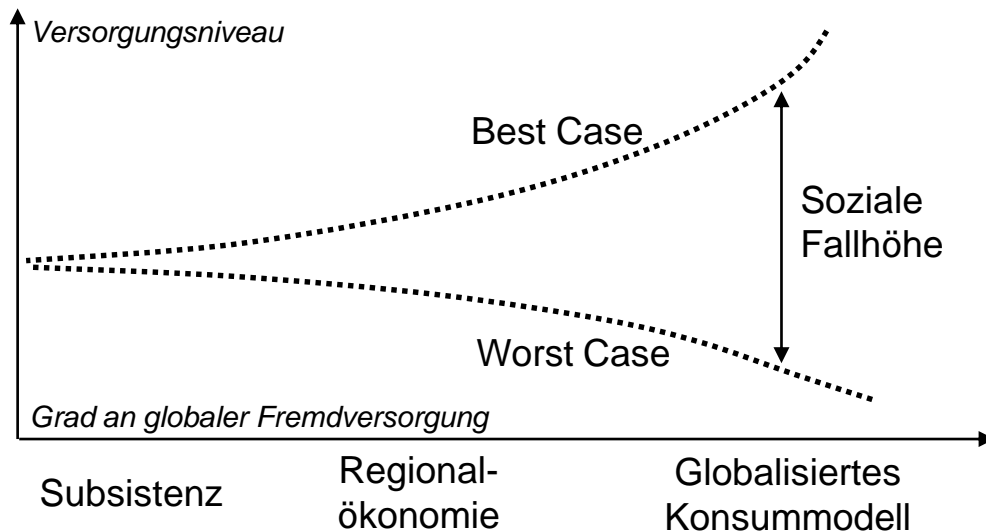 Versorgungsniveau
Best Case
Soziale
Fallhöhe
Worst Case
Grad an globaler Fremdversorgung
Subsistenz
Regional-
ökonomie
Globalisiertes
Konsummodell